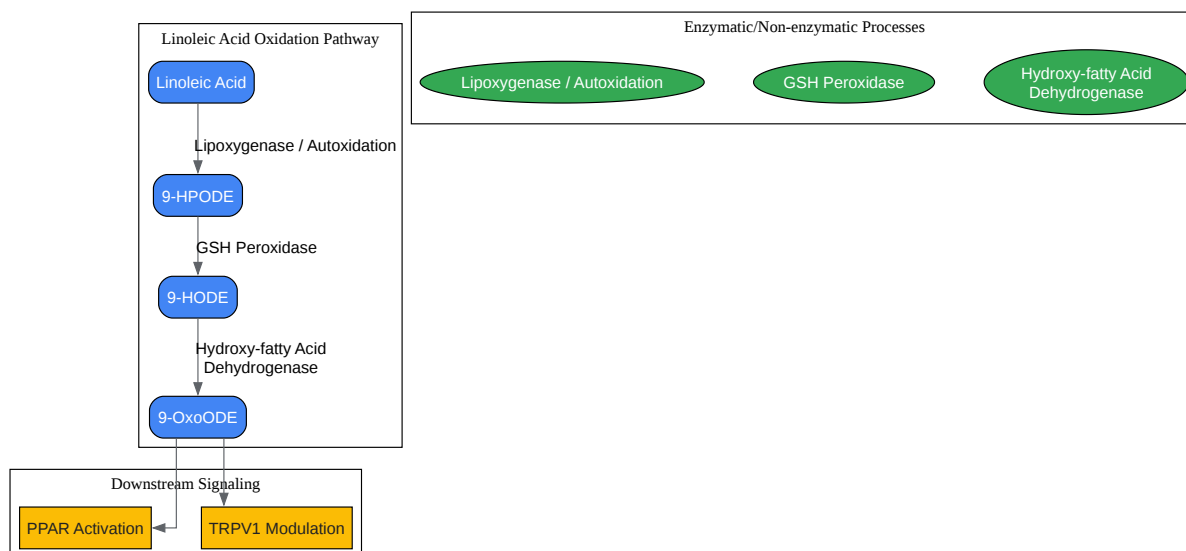 Linoleic Acid Oxidation Pathway
Linoleic Acid
Lipoxygenase / Autoxidation
9-HPODE
GSH Peroxidase
9-HODE
Hydroxy-fatty Acid
Dehydrogenase
9-OxoODE
Downstream Signaling
PPAR Activation
TRPV1 Modulation
Enzymatic/Non-enzymatic Processes
Lipoxygenase / Autoxidation
GSH Peroxidase
Hydroxy-fatty Acid
Dehydrogenase